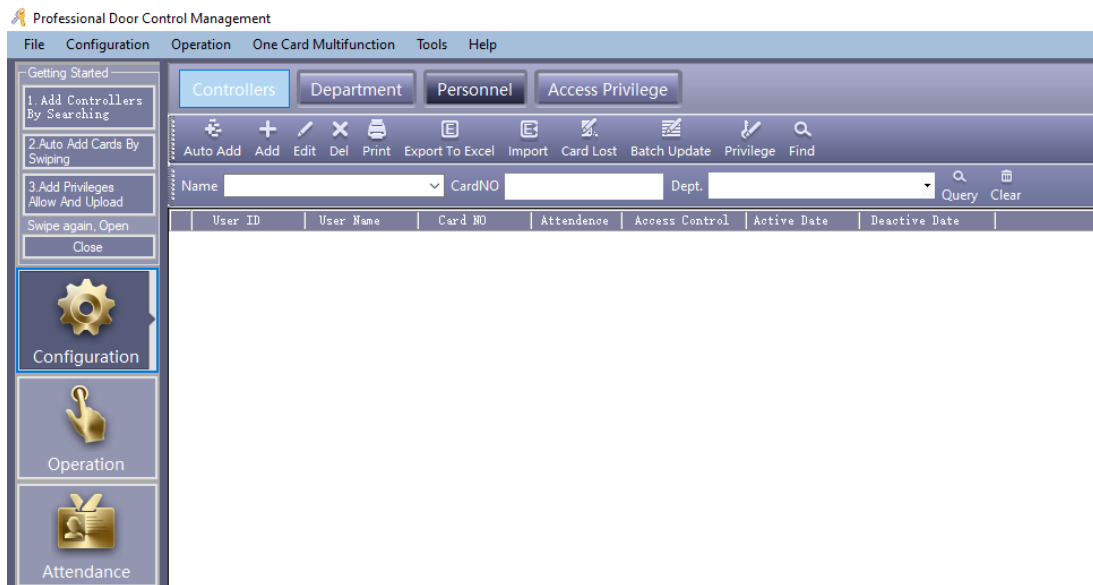 Professional Door Control Management
File Configuration Operation One Card Multifunction Tools Help
Getting Started
1.Add Controllers
By Searching
2.Auto Add Cards By
Swiping
3.Add Privileges
Allow And Upload
Swipe again, Open
Close
Configuration
Operation
Attendance
Controllers Department Personnel Access Privilege
Auto Add Add Edit Del Print Export To Excel Import Card Lost Batch Update Privilege Find
Name CardNO Dept. Query Clear
User ID User Name Card NO Attendence Access Control Active Date Deactive Date